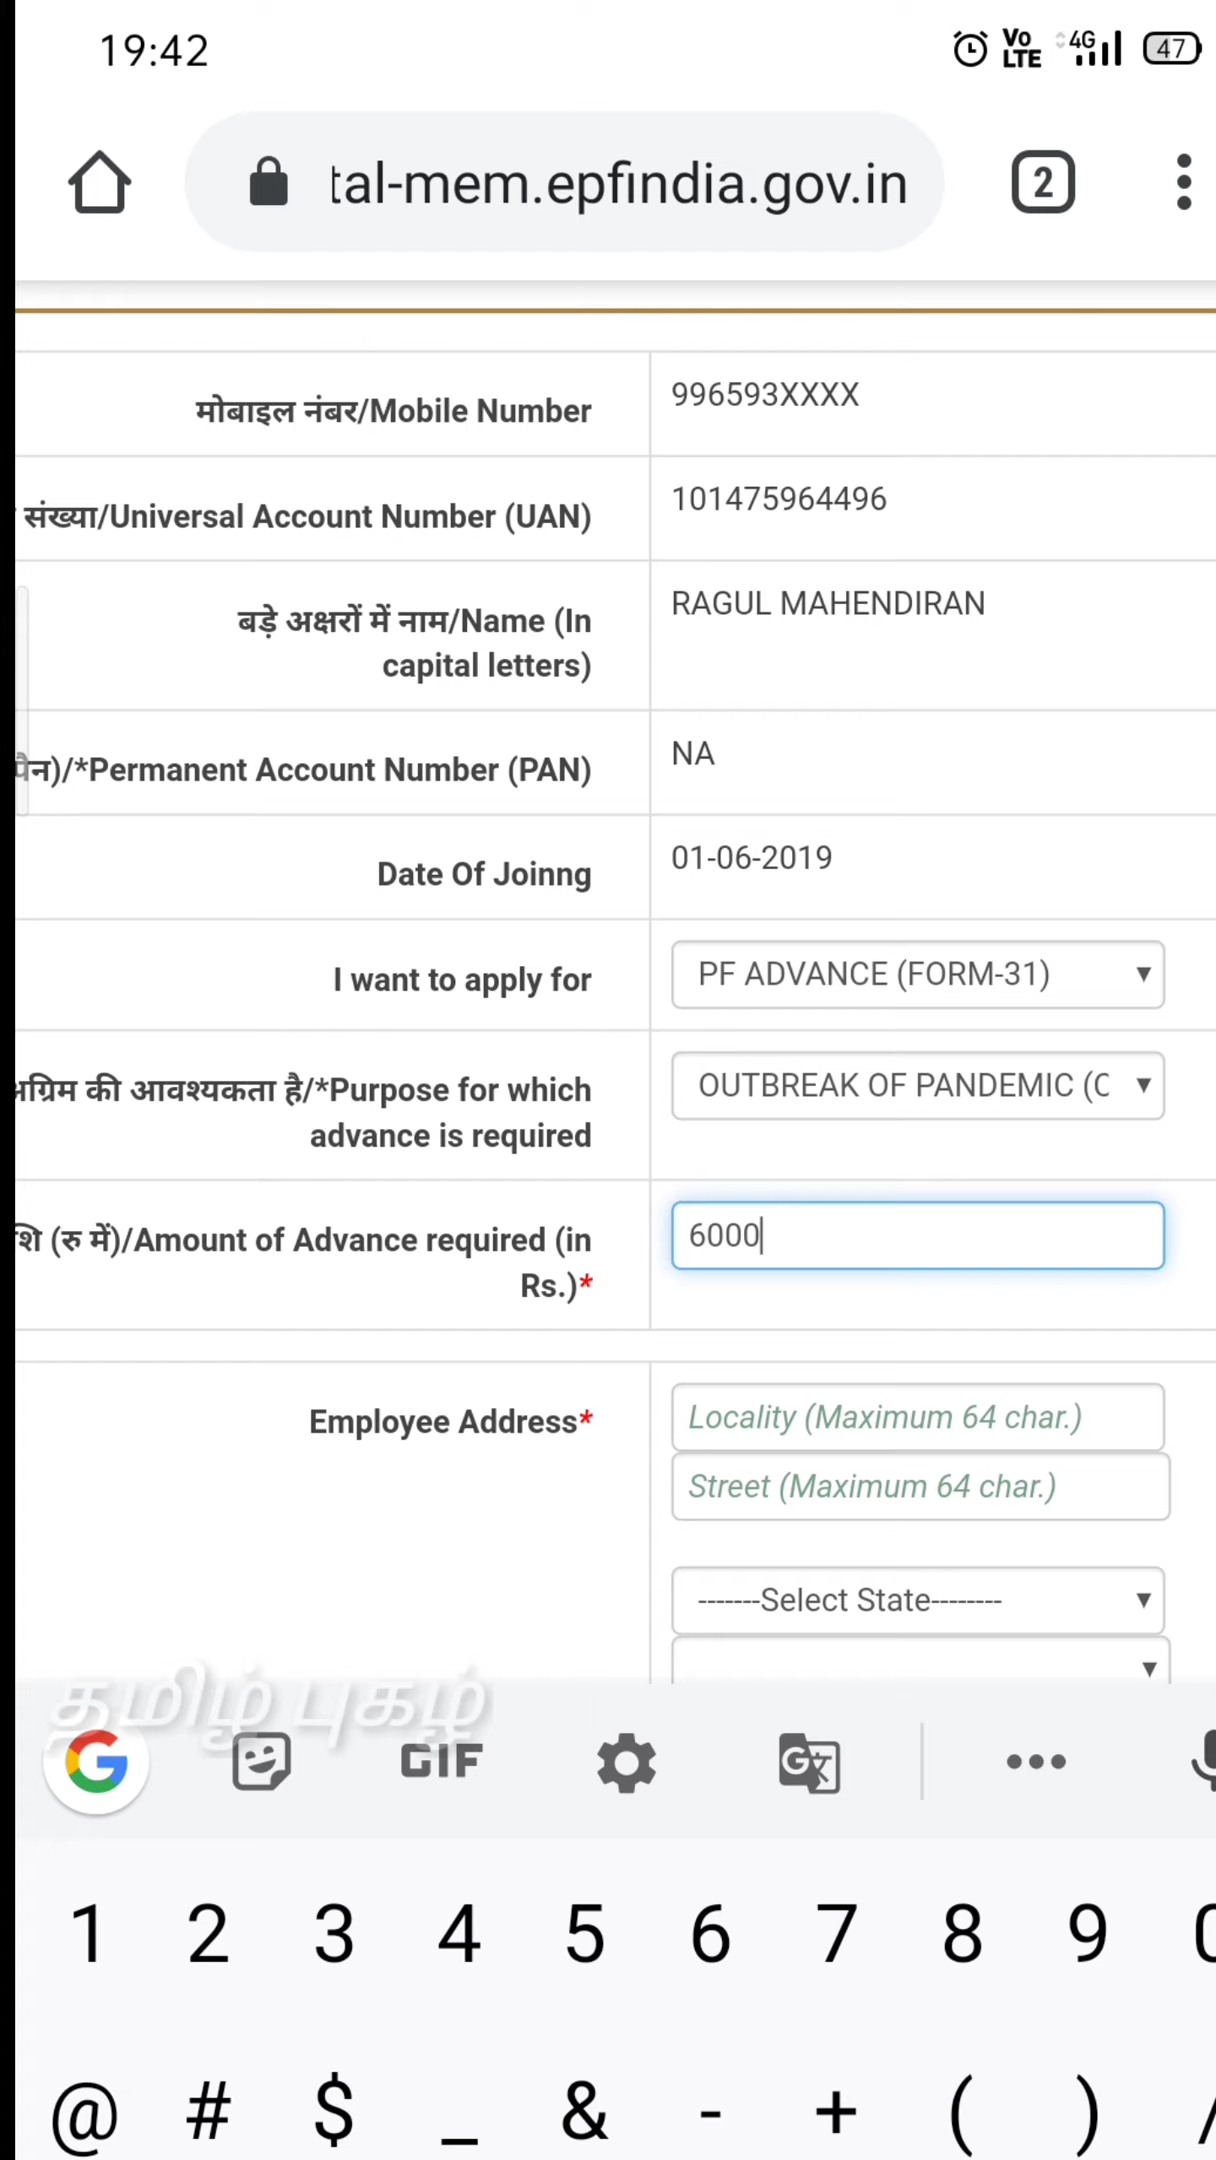 19:42
Vo LTE 4G 47
tal-mem.epfindia.gov.in 2
मोबाइल नंबर/Mobile Number
996593XXXX
संख्या/Universal Account Number (UAN)
101475964496
बड़े अक्षरों में नाम/Name (In
capital letters)
RAGUL MAHENDIRAN
पैन)/*Permanent Account Number (PAN)
NA
Date Of Joinng
01-06-2019
I want to apply for
PF ADVANCE (FORM-31)
अग्रिम की आवश्यकता है/*Purpose for which
advance is required
OUTBREAK OF PANDEMIC (C
शि (रु में)/Amount of Advance required (in
Rs.)*
6000
Employee Address*
Locality (Maximum 64 char.)
Street (Maximum 64 char.)
-------Select State--------
தமிழ் புகழ்
G GIF G
1 2 3 4 5 6 7 8 9 0
@ # $ _ & - + ( ) /